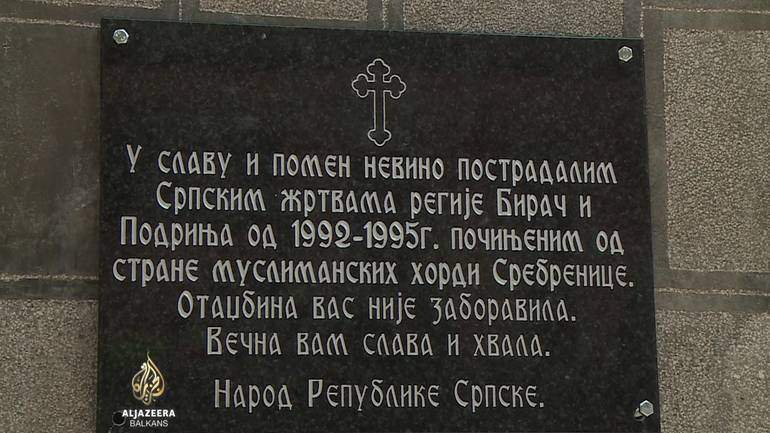 У славу и помен невино пострадалим
Српским жртвама регије Бирач и
Подриња од 1992-1995г. почињеним од
стране муслиманских хорди Сребренице.
Отаџбина вас није заборавила.
Вечна вам слава и хвала.
Народ Републике Српске.
ALJAZEERA
BALKANS